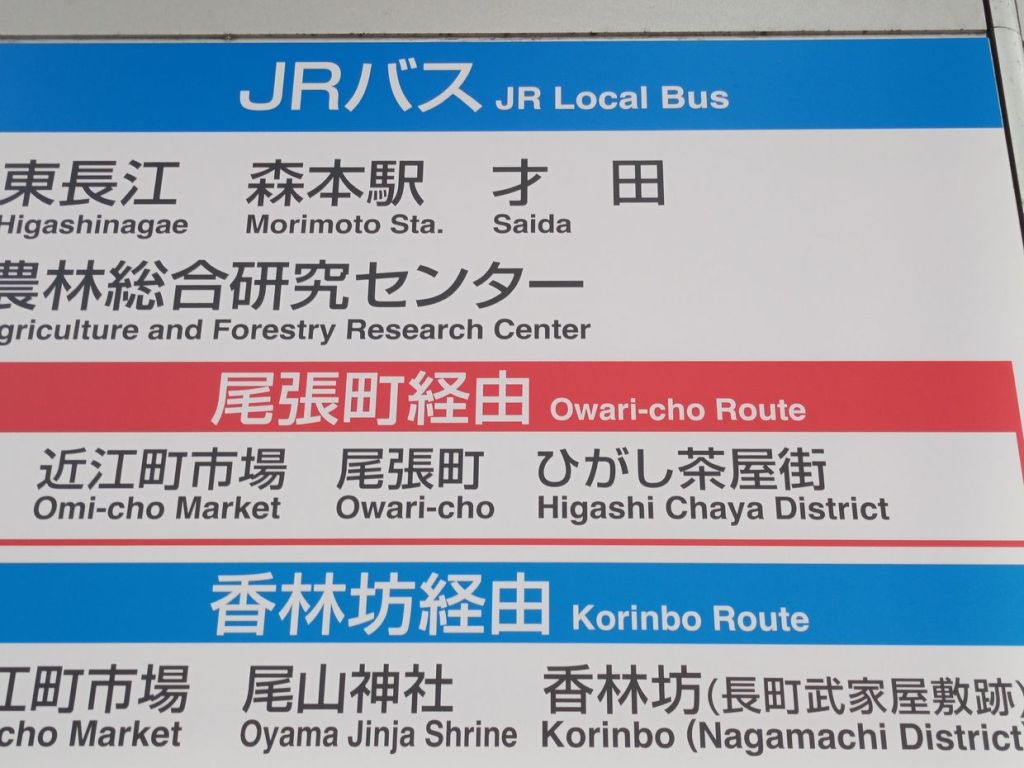 JRバス JR Local Bus
東長江 森本駅 才田
Higashinagae Morimoto Sta. Saida
農林総合研究センター
griculture and Forestry Research Center
尾張町経由 Owari-cho Route
近江町市場 尾張町 ひがし茶屋街
Omi-cho Market Owari-cho Higashi Chaya District
香林坊経由 Korinbo Route
江町市場 尾山神社 香林坊(長町武家屋敷跡)
cho Market Oyama Jinja Shrine Korinbo (Nagamachi District